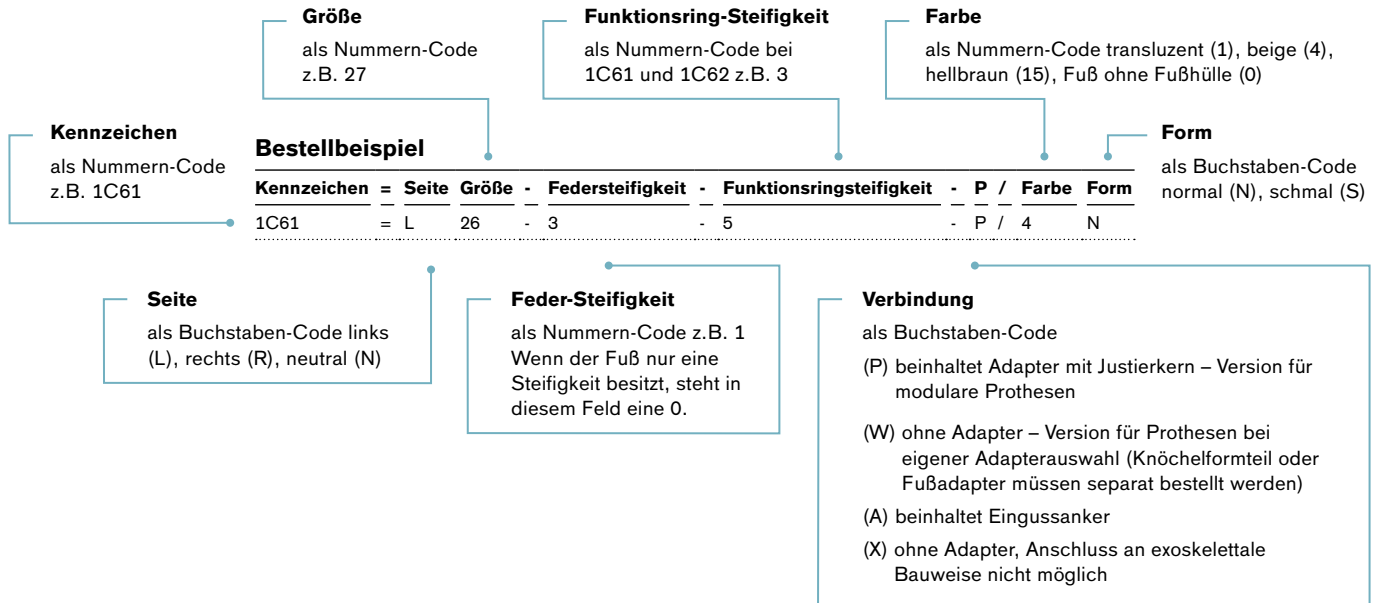 Größe
als Nummern-Code
z.B. 27
Funktionsring-Steifigkeit
als Nummern-Code bei
1C61 und 1C62 z.B. 3
Farbe
als Nummern-Code transluzent (1), beige (4),
hellbraun (15), Fuß ohne Fußhülle (0)
Kennzeichen
als Nummern-Code
z.B. 1C61
Form
als Buchstaben-Code
normal (N), schmal (S)
Bestellbeispiel
Kennzeichen = Seite Größe - Federsteifigkeit - Funktionsringsteifigkeit - P / Farbe Form
1C61 = L 26 - 3 - 5 - P / 4 N
Seite
als Buchstaben-Code links
(L), rechts (R), neutral (N)
Feder-Steifigkeit
als Nummern-Code z.B. 1
Wenn der Fuß nur eine
Steifigkeit besitzt, steht in
diesem Feld eine 0.
Verbindung
als Buchstaben-Code
(P) beinhaltet Adapter mit Justierkern – Version für
modulare Prothesen
(W) ohne Adapter – Version für Prothesen bei
eigener Adapterauswahl (Knöchelformteil oder
Fußadapter müssen separat bestellt werden)
(A) beinhaltet Eingussanker
(X) ohne Adapter, Anschluss an exoskelettale
Bauweise nicht möglich